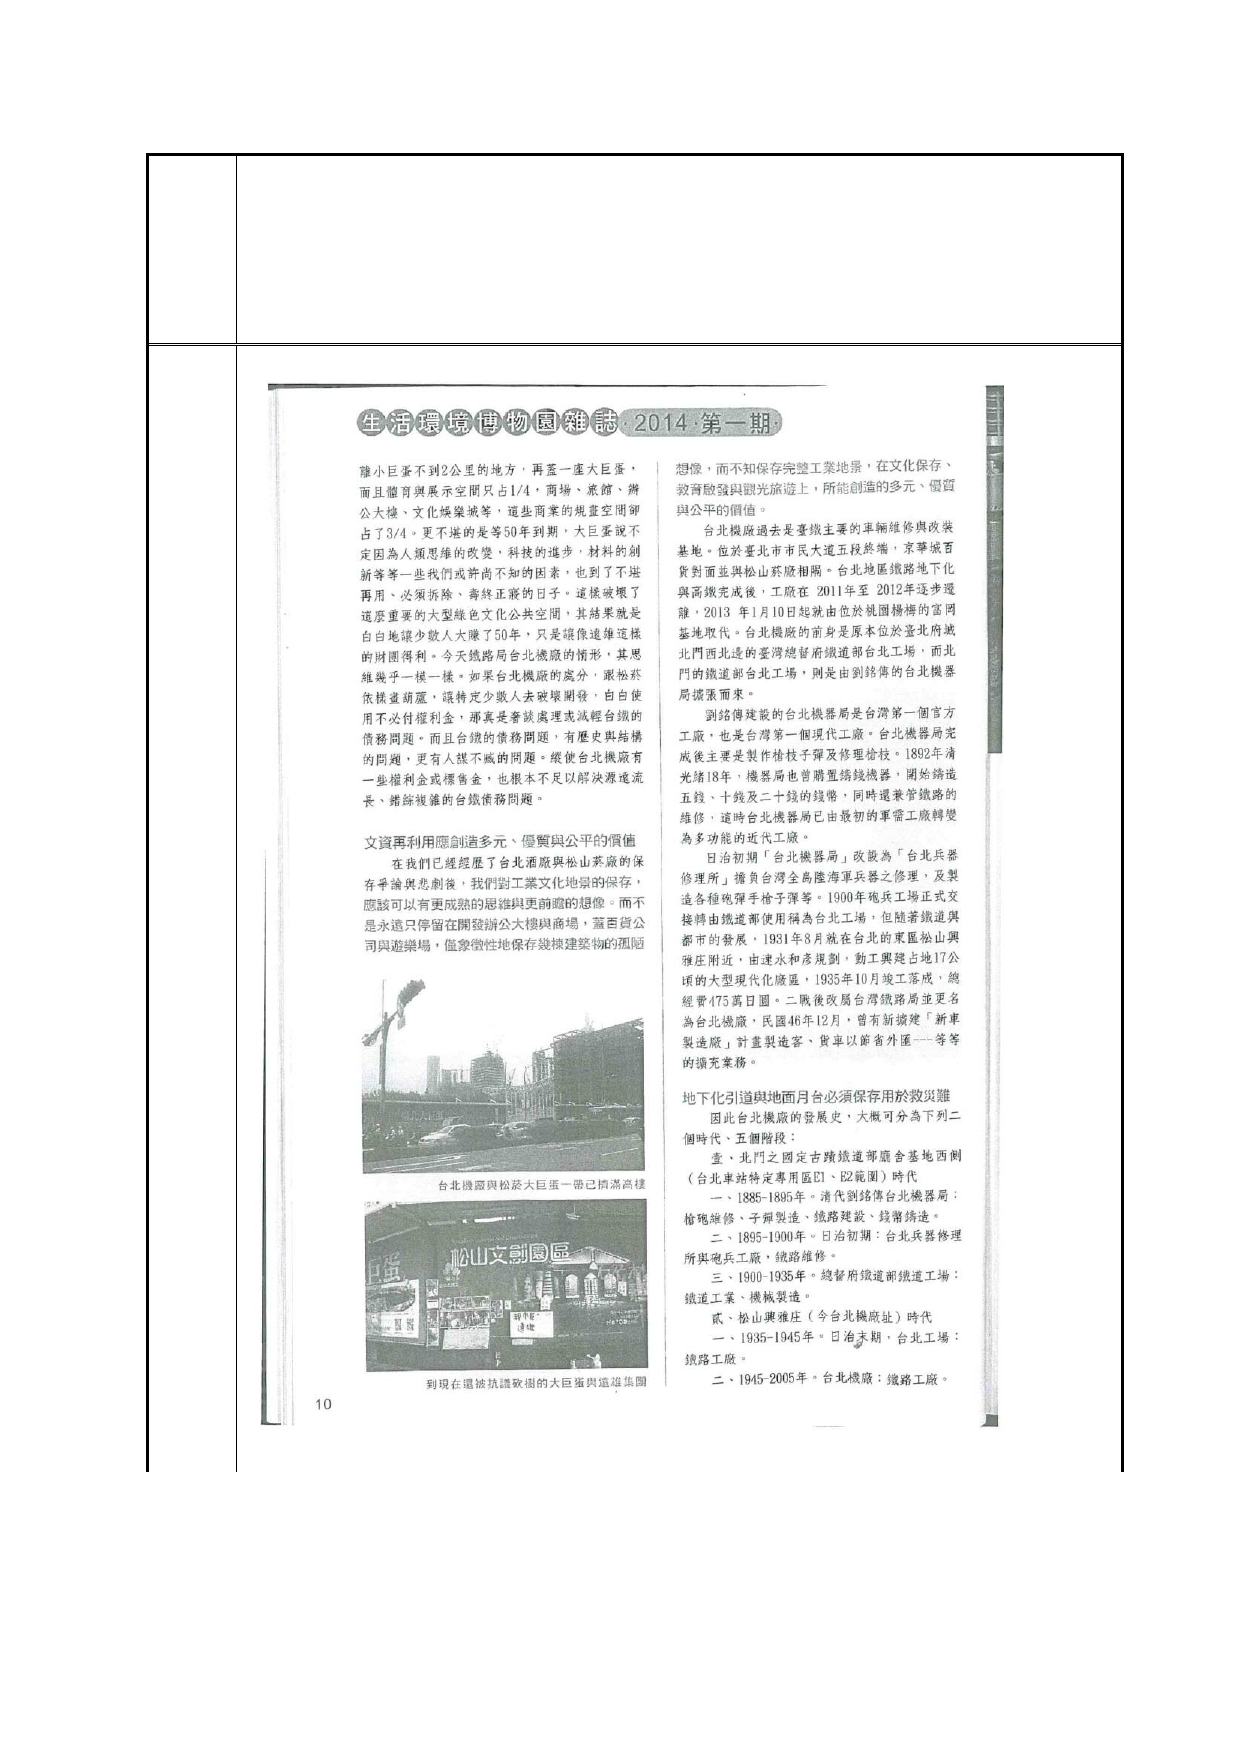 生活環境博物園雜誌·2014·第一期·
離小巨蛋不到2公里的地方，再蓋一座大巨蛋，
而且體育與展示空間只占1/4，商場、旅館、辦
公大樓、文化娛樂城等，這些商業的規畫空間卻
占了3/4。更不堪的是等50年到期，大巨蛋說不
定因為人類思維的改變，科技的進步，材料的創
新等等一些我們或許尚不知的因素，也到了不堪
再用、必須拆除、壽終正寢的日子。這樣破壞了
這麼重要的大型綠色文化公共空間，其結果就是
白白地讓少數人大賺了50年，只是讓像遠雄這樣
的財團得利。今天鐵路局台北機廠的情形，其思
維幾乎一模一樣。如果台北機廠的處分，跟松菸
依樣畫葫蘆，讓特定少數人去破壞開發，白白使
用不必付權利金，那真是奢談處理或減輕台鐵的
債務問題。而且台鐵的債務問題，有歷史與結構
的問題，更有人謀不臧的問題。縱使台北機廠有
一些權利金或標售金，也根本不足以解決源遠流
長、錯綜複雜的台鐵債務問題。
文資再利用應創造多元、優質與公平的價值
在我們已經經歷了台北酒廠與松山菸廠的保
存爭論與悲劇後，我們對工業文化地景的保存，
應該可以有更成熟的思維與更前瞻的想像。而不
是永遠只停留在開發辦公大樓與商場，蓋百貨公
司與遊樂場，僅象徵性地保存幾棟建築物的孤陋
台北機廠與松菸大巨蛋一帶已擠滿高樓
松山文創園區
巨蛋
到現在還被抗議砍樹的大巨蛋與遠雄集團
10
想像，而不知保存完整工業地景，在文化保存、
教育啟發與觀光旅遊上，所能創造的多元、優質
與公平的價值。
台北機廠過去是臺鐵主要的車輛維修與改裝
基地。位於臺北市市民大道五段終端，京華城百
貨對面並與松山菸廠相隔。台北地區鐵路地下化
與高鐵完成後，工廠在 2011年至 2012年逐步遷
離，2013 年1月10日起就由位於桃園楊梅的富岡
基地取代。台北機廠的前身是原本位於臺北府城
北門西北邊的臺灣總督府鐵道部台北工場，而北
門的鐵道部台北工場，則是由劉銘傳的台北機器
局擴張而來。
劉銘傳建設的台北機器局是台灣第一個官方
工廠，也是台灣第一個現代工廠。台北機器局完
成後主要是製作槍枝子彈及修理槍枝。1892年清
光緒18年，機器局也曾購置鑄錢機器，開始鑄造
五錢、十錢及二十錢的錢幣，同時還兼管鐵路的
維修，這時台北機器局已由最初的軍需工廠轉變
為多功能的近代工廠。
日治初期「台北機器局」改設為「台北兵器
修理所」擔負台灣全島陸海軍兵器之修理，及製
造各種砲彈手槍子彈等。1900年砲兵工場正式交
接轉由鐵道部使用稱為台北工場，但隨著鐵道與
都市的發展，1931年8月就在台北的東區松山興
雅庄附近，由速水和彥規劃，動工興建占地17公
頃的大型現代化廠區，1935年10月竣工落成，總
經費475萬日圓。二戰後改屬台灣鐵路局並更名
為台北機廠，民國46年12月，曾有新擴建「新車
製造廠」計畫製造客、貨車以節省外匯---等等
的擴充業務。
地下化引道與地面月台必須保存用於救災難
因此台北機廠的發展史，大概可分為下列二
個時代、五個階段：
壹、北門之國定古蹟鐵道部廳舍基地西側
（台北車站特定專用區E1、E2範圍）時代
一、1885-1895年。清代劉銘傳台北機器局：
槍砲維修、子彈製造、鐵路建設、錢幣鑄造。
二、1895-1900年。日治初期：台北兵器修理
所與砲兵工廠，鐵路維修。
三、1900-1935年。總督府鐵道部鐵道工場：
鐵道工業、機械製造。
貳、松山興雅庄（今台北機廠址）時代
一、1935-1945年。日治末期，台北工場：
鐵路工廠。
二、1945-2005年。台北機廠：鐵路工廠。